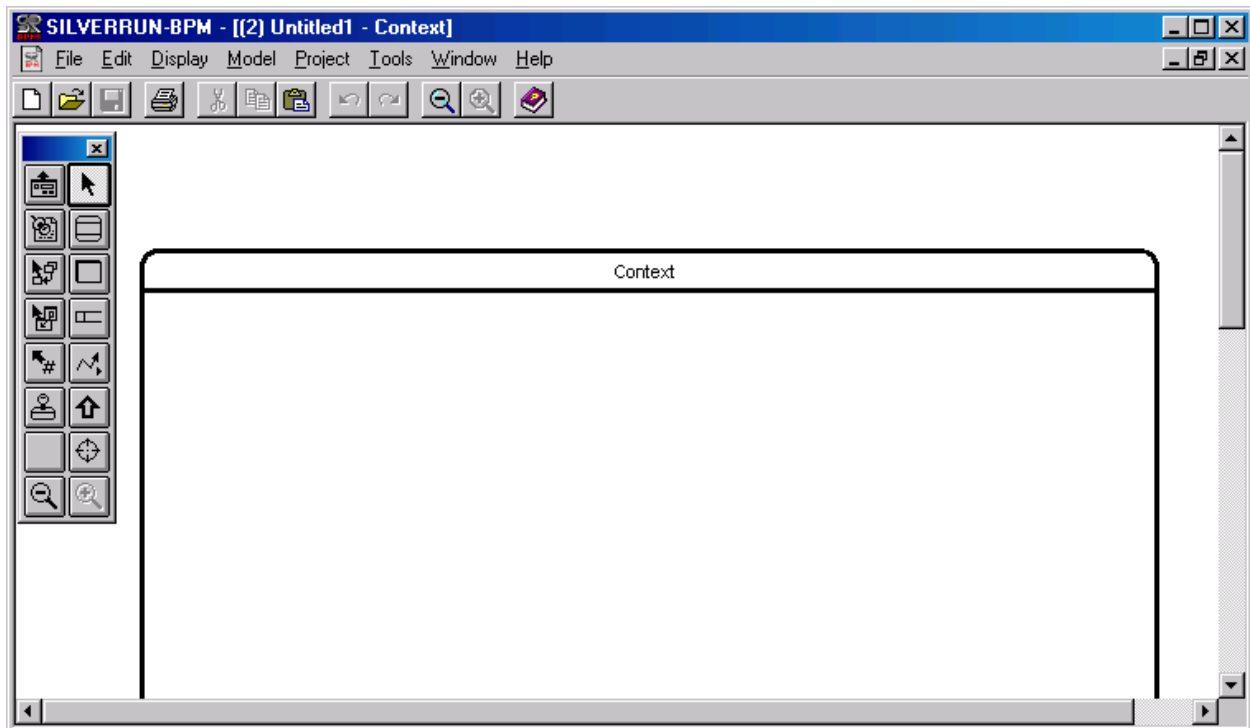 SILVERRUN-BPM - [(2) Untitled1 - Context]
File Edit Display Model Project Tools Window Help
Context